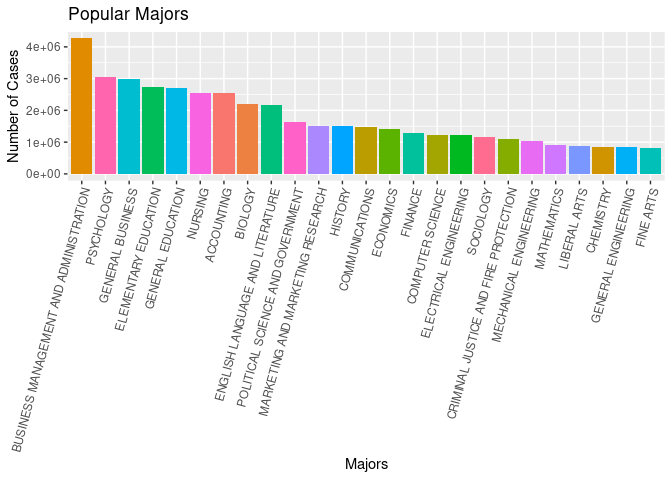 Popular Majors
Number of Cases
4e+06
3e+06
2e+06
1e+06
0e+00
BUSINESS MANAGEMENT AND ADMINISTRATION
PSYCHOLOGY
GENERAL BUSINESS
ELEMENTARY EDUCATION
GENERAL EDUCATION
NURSING
ACCOUNTING
BIOLOGY
ENGLISH LANGUAGE AND LITERATURE
POLITICAL SCIENCE AND GOVERNMENT
MARKETING AND MARKETING RESEARCH
HISTORY
COMMUNICATIONS
ECONOMICS
FINANCE
COMPUTER SCIENCE
ELECTRICAL ENGINEERING
SOCIOLOGY
CRIMINAL JUSTICE AND FIRE PROTECTION
MECHANICAL ENGINEERING
MATHEMATICS
LIBERAL ARTS
CHEMISTRY
GENERAL ENGINEERING
FINE ARTS
Majors